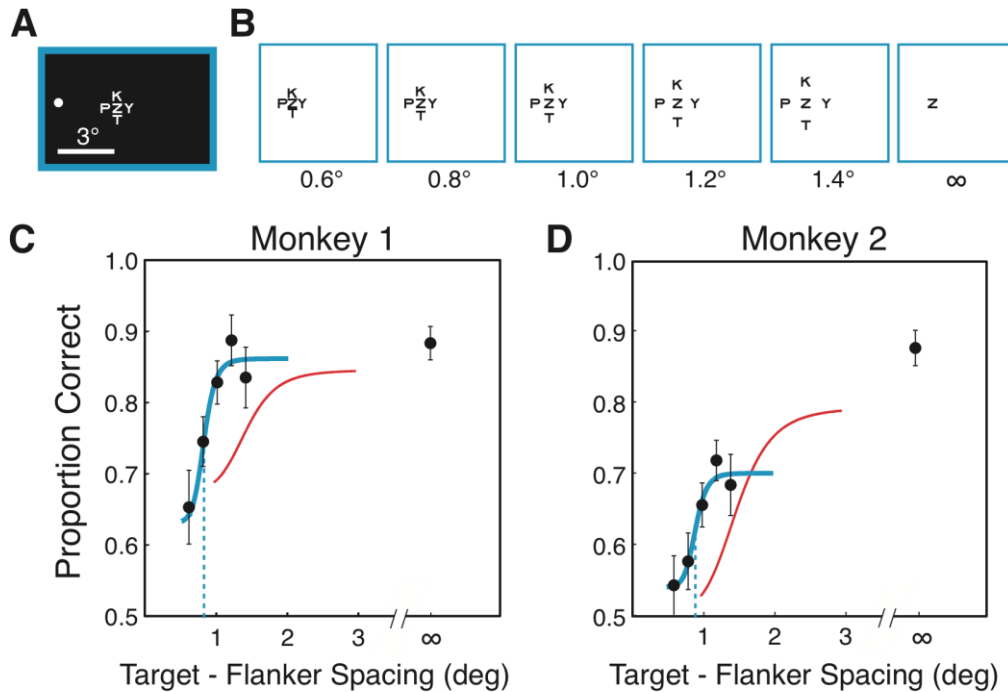 A
B
K
PZY
T
3°
K
PZY
T
0.6°
K
PZY
T
0.8°
K
P Z Y
T
1.0°
K
P Z Y
T
1.2°
K
P Z Y
T
1.4°
Z
∞
C
Monkey 1
Proportion Correct
1.0
0.9
0.8
0.7
0.6
0.5
1 2 3 // ∞
Target - Flanker Spacing (deg)
D
Monkey 2
1.0
0.9
0.8
0.7
0.6
0.5
1 2 3 // ∞
Target - Flanker Spacing (deg)